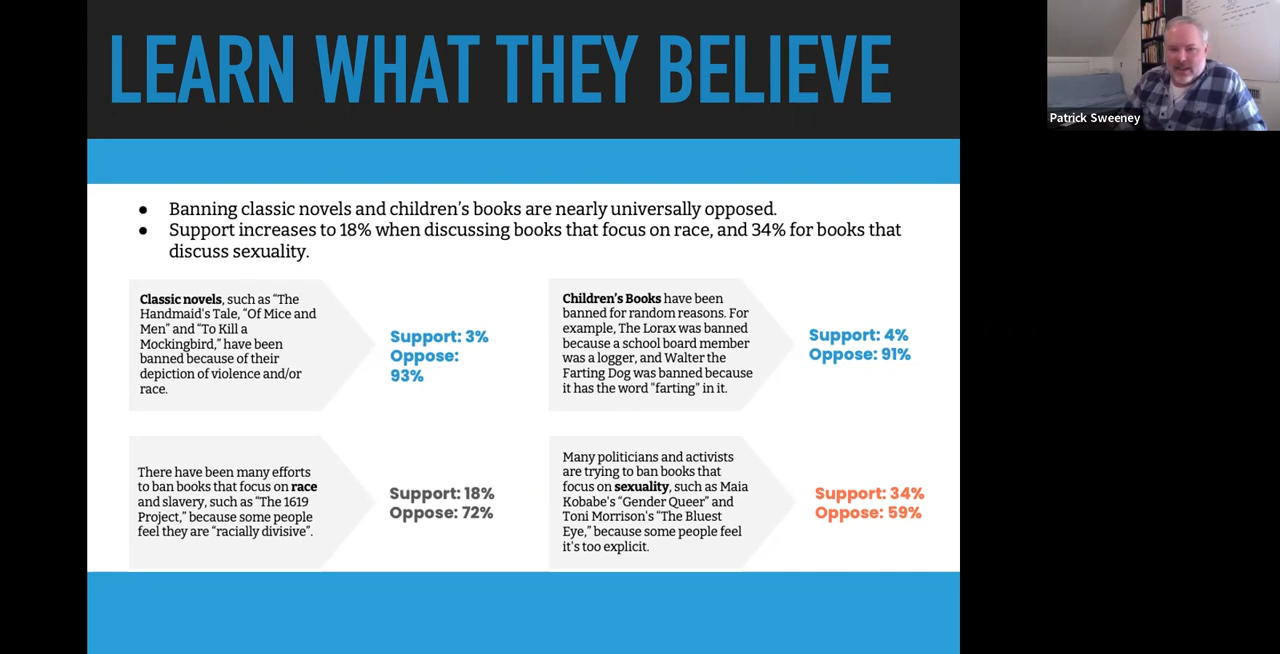 LEARN WHAT THEY BELIEVE
Patrick Sweeney
● Banning classic novels and children's books are nearly universally opposed.
● Support increases to 18% when discussing books that focus on race, and 34% for books that
discuss sexuality.
Classic novels, such as “The
Handmaid's Tale, “Of Mice and
Men” and “To Kill a
Mockingbird,” have been
banned because of their
depiction of violence and/or
race.
Support: 3%
Oppose:
93%
Children's Books have been
banned for random reasons. For
example, The Lorax was banned
because a school board member
was a logger, and Walter the
Farting Dog was banned because
it has the word "farting" in it.
Support: 4%
Oppose: 91%
There have been many efforts
to ban books that focus on race
and slavery, such as “The 1619
Project,” because some people
feel they are “racially divisive”.
Support: 18%
Oppose: 72%
Many politicians and activists
are trying to ban books that
focus on sexuality, such as Maia
Kobabe's “Gender Queer” and
Toni Morrison's “The Bluest
Eye,” because some people feel
it's too explicit.
Support: 34%
Oppose: 59%